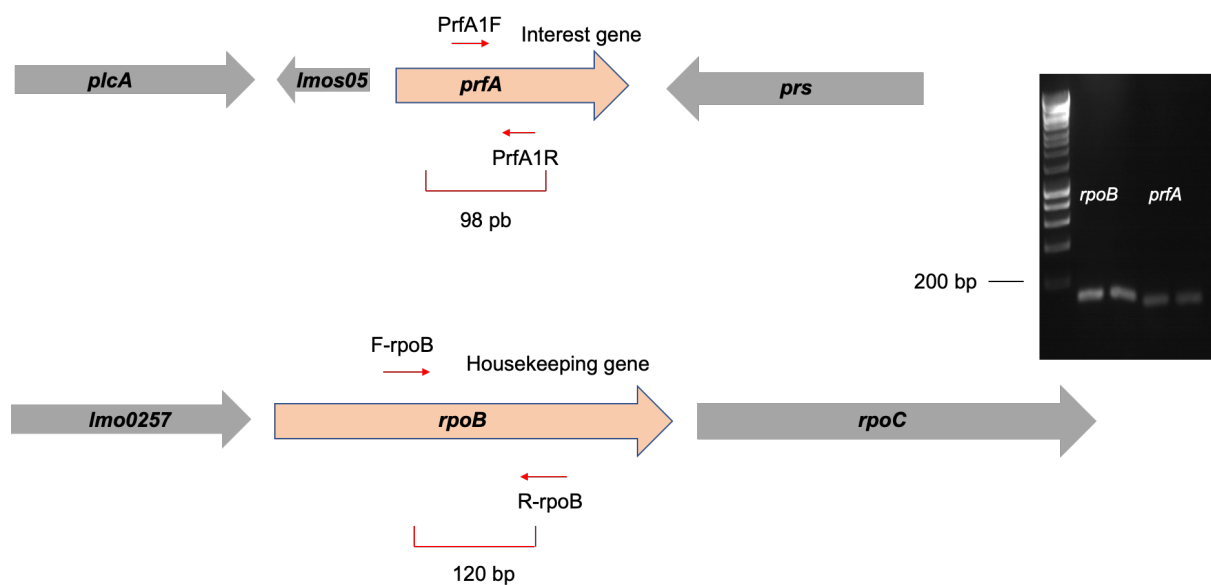 PrfA1F
Interest gene
plcA
lmos05
prfA
prs
PrfA1R
98 pb
rpoB prfA
200 bp
F-rpoB
Housekeeping gene
lmo0257
rpoB
rpoC
R-rpoB
120 bp